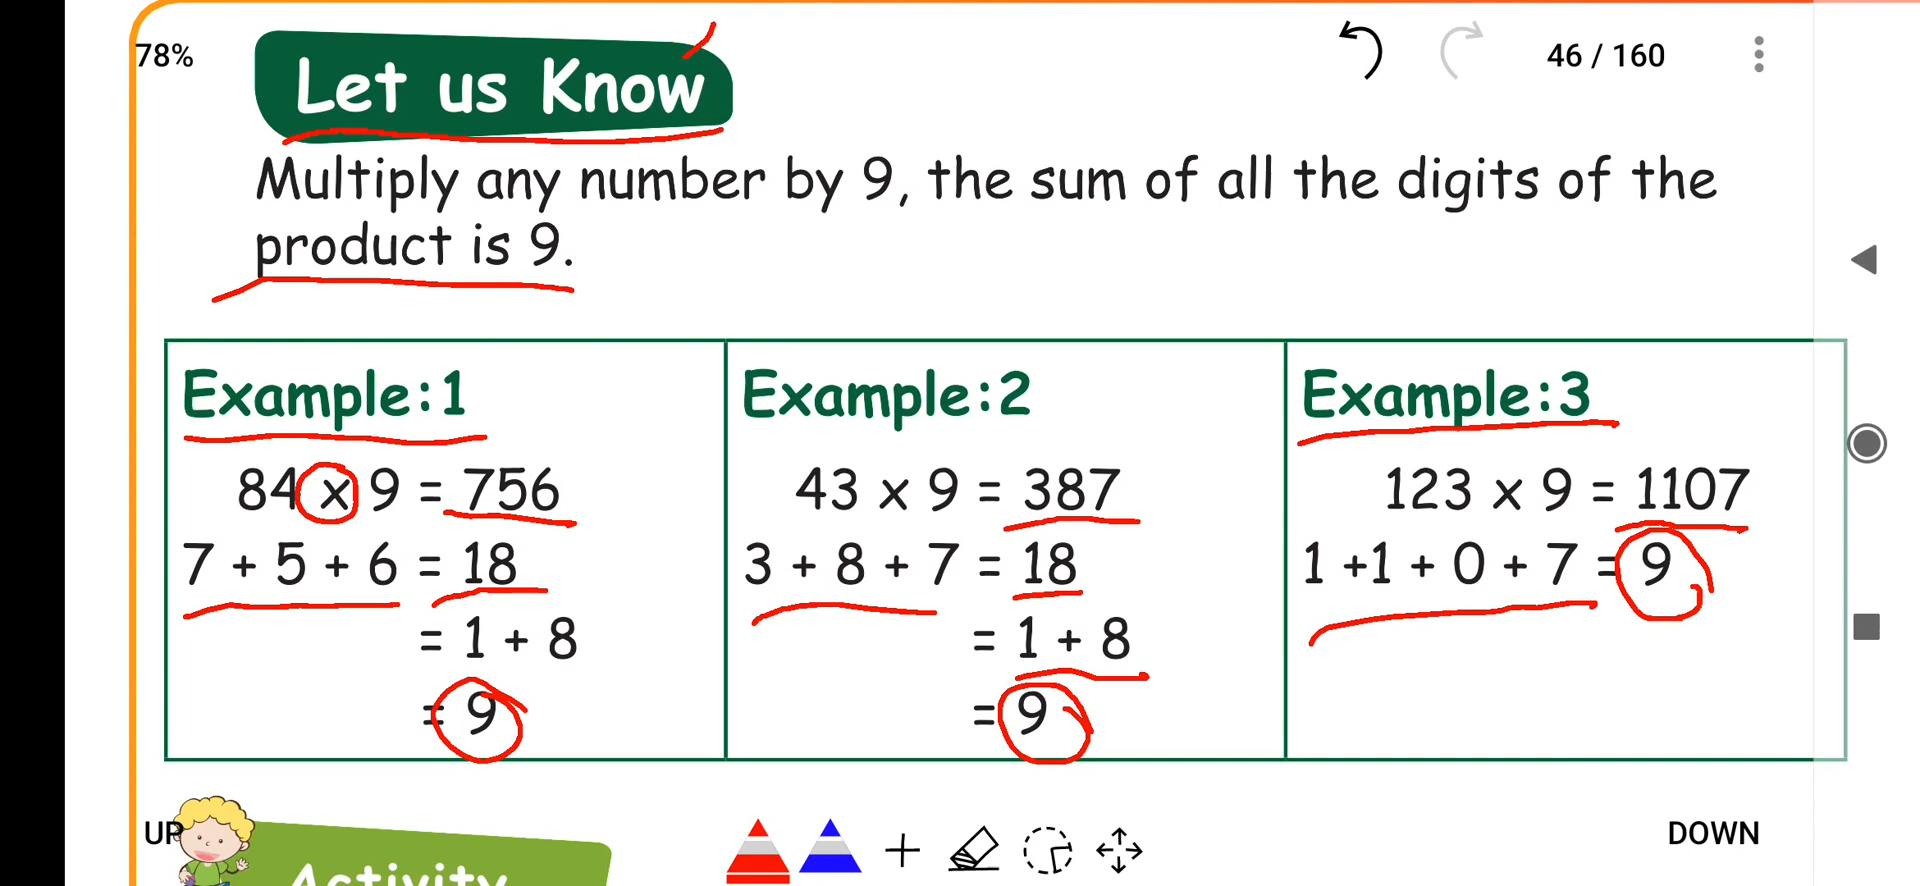 78%
Let us Know
46 / 160
Multiply any number by 9, the sum of all the digits of the
product is 9.
Example:1
84 x 9 = 756
7 + 5 + 6 = 18
= 1 + 8
= 9
Example:2
43 x 9 = 387
3 + 8 + 7 = 18
= 1 + 8
= 9
Example:3
123 x 9 = 1107
1 +1 + 0 + 7 = 9
UP
Activity
DOWN